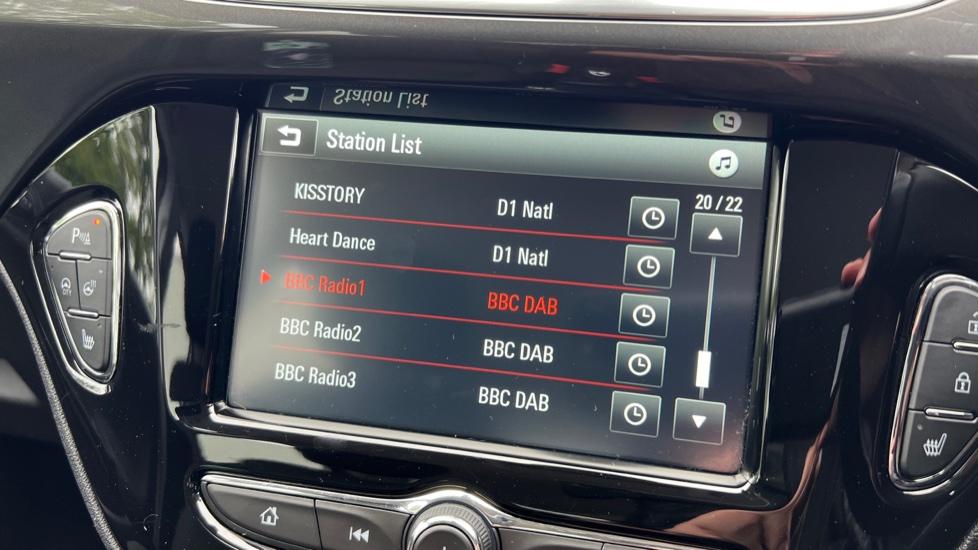 Station List
Station List
20 / 22
KISSTORY D1 Natl
Heart Dance D1 Natl
BBC Radio1 BBC DAB
BBC Radio2 BBC DAB
BBC Radio3 BBC DAB
P
CITY